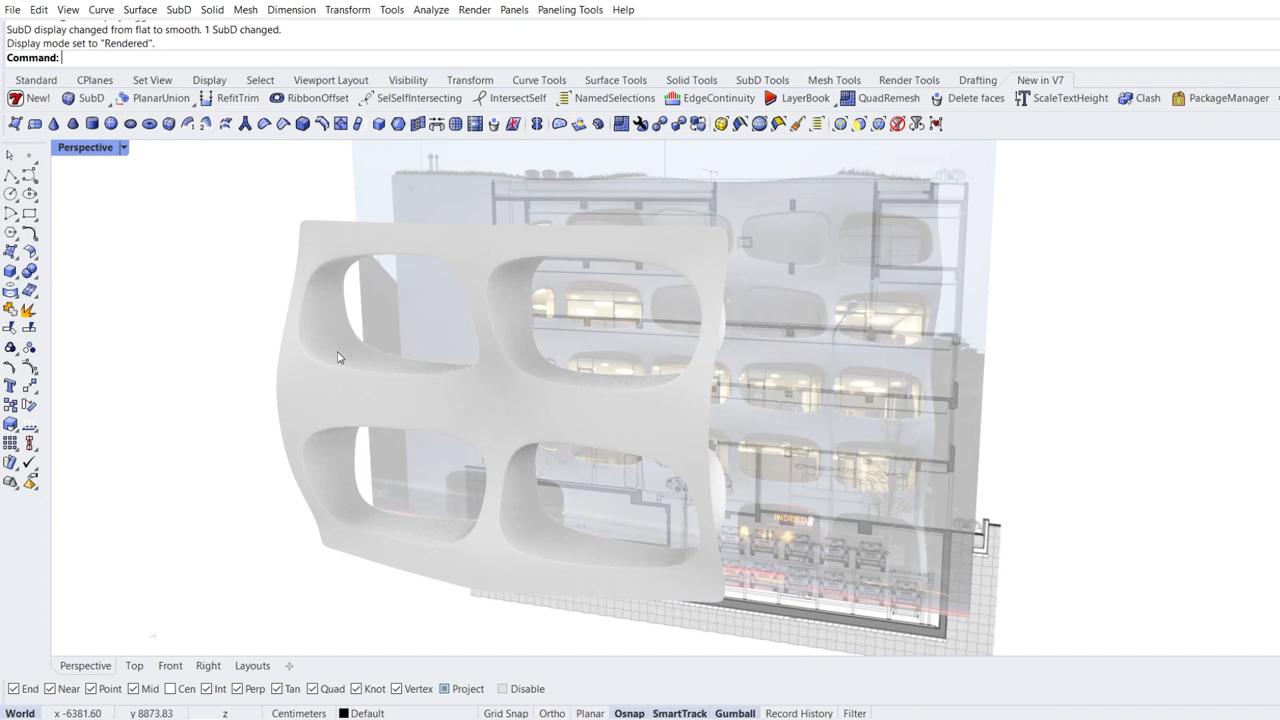 File Edit View Curve Surface SubD Solid Mesh Dimension Transform Tools Analyze Render Panels Paneling Tools Help
SubD display changed from flat to smooth. 1 SubD changed.
Display mode set to "Rendered".
Command:
Standard CPlanes Set View Display Select Viewport Layout Visibility Transform Curve Tools Surface Tools Solid Tools SubD Tools Mesh Tools Render Tools Drafting New in V7
New! SubD PlanarUnion RefitTrim RibbonOffset SelSelfIntersecting IntersectSelf NamedSelections EdgeContinuity LayerBook QuadRemesh Delete faces ScaleTextHeight Clash PackageManager
Perspective
INDEED
Perspective Top Front Right Layouts
End Near Point Mid Cen Int Perp Tan Quad Knot Vertex Project Disable
World x -6381.60 y 8873.83 z Centimeters Default Grid Snap Ortho Planar Osnap SmartTrack Gumball Record History Filter